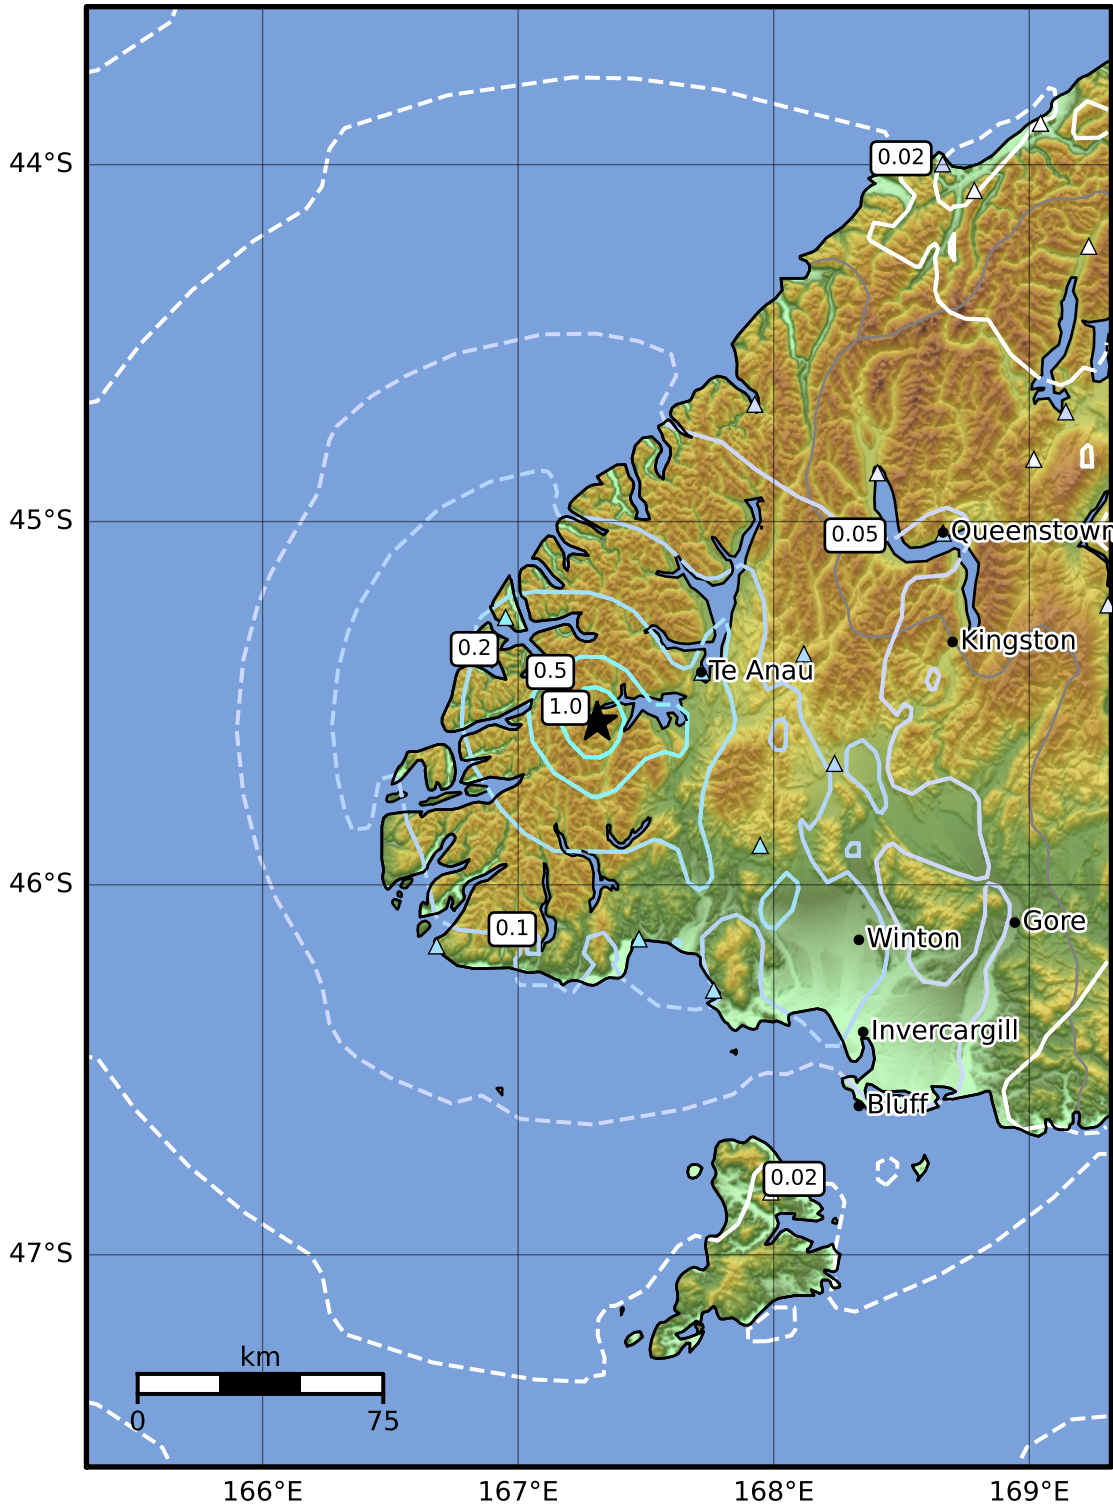 0.02
44°S
45°S
0.05
Queenstown
Kingston
0.2
0.5
Te Anau
1.0
46°S
0.1
Gore
Winton
Invercargill
Bluff
0.02
47°S
km
0 75
166°E 167°E 168°E 169°E